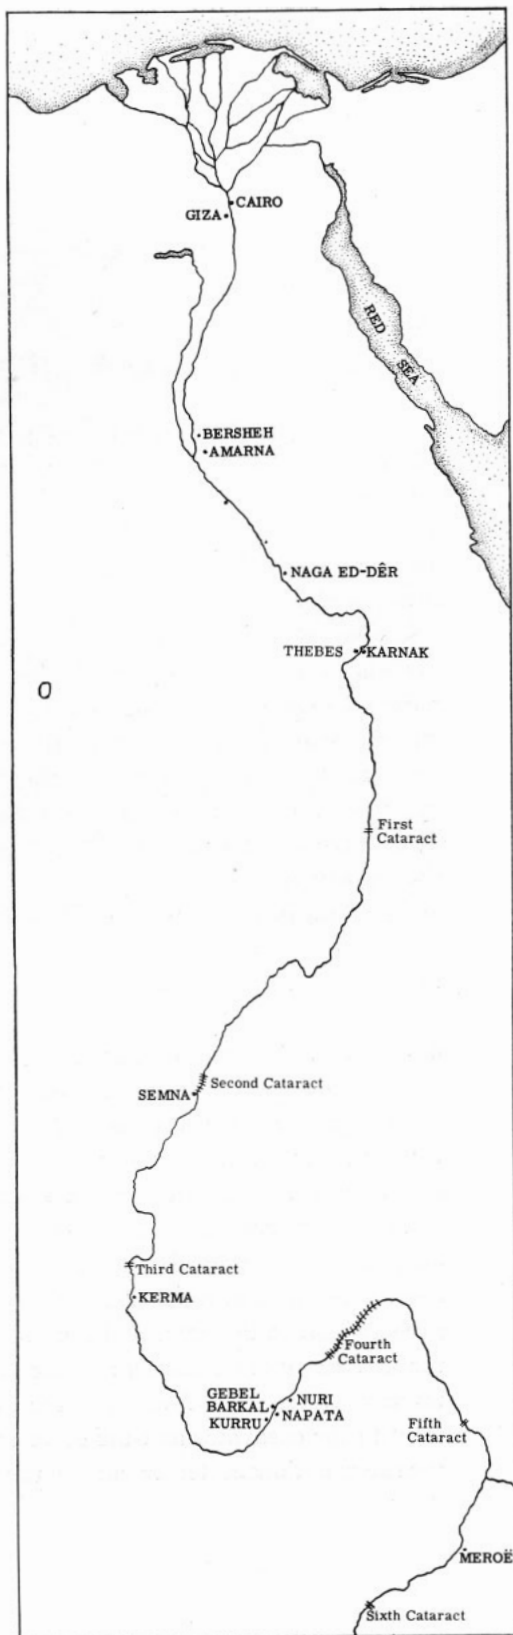 CAIRO
GIZA
RED
SEA
BERSHEH
AMARNA
NAGA ED-DÊR
THEBES
KARNAK
First
Cataract
Second Cataract
SEMNA
Third Cataract
KERMA
Fourth
Cataract
GEBEL
BARKAL
NURI
KURRU
NAPATA
Fifth
Cataract
MEROË
Sixth Cataract